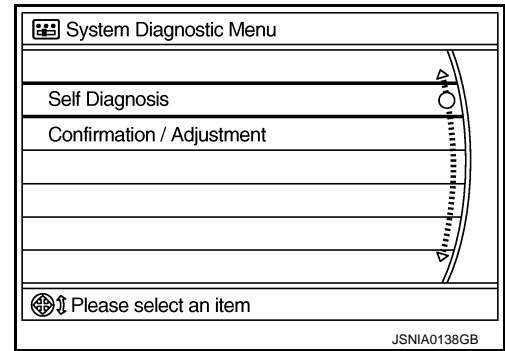 System Diagnostic Menu
Self Diagnosis
Confirmation / Adjustment
Please select an item
JSNIA0138GB